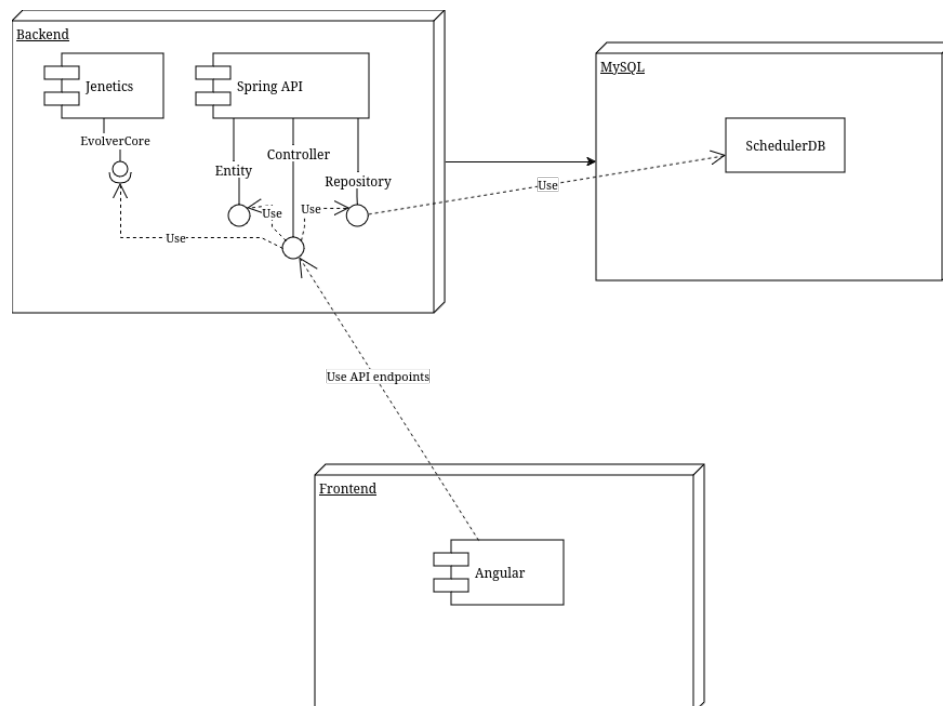 Backend
MySQL
Jenetics
Spring API
EvolverCore
Controller
SchedulerDB
Entity
Repository
Use
Use
Use
Use
Use
Use API endpoints
Frontend
Angular